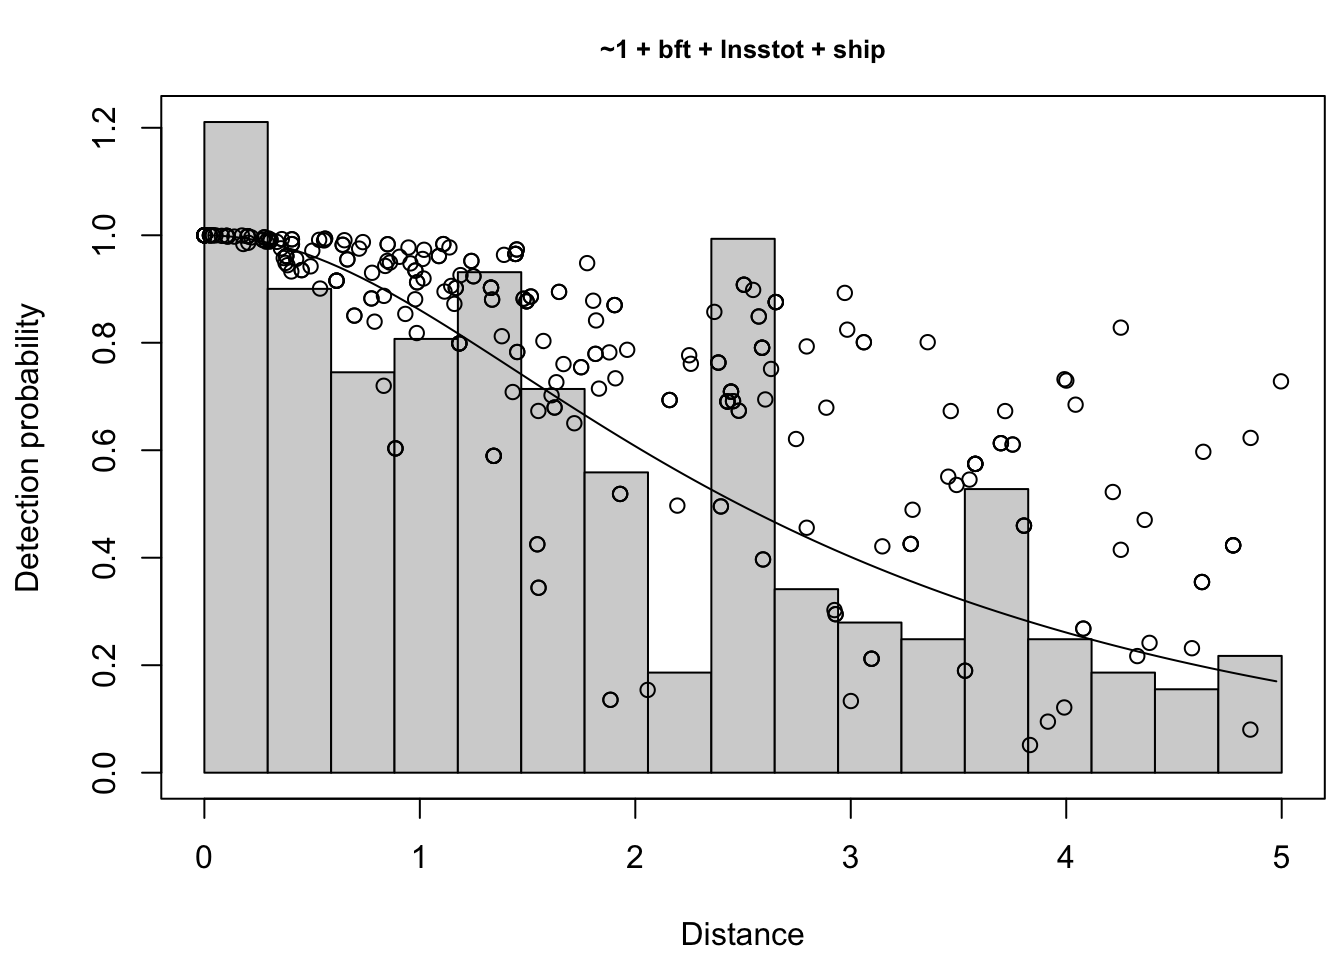 ~1 + bft + lnsstot + ship
Detection probability
1.2
1.0
0.8
0.6
0.4
0.2
0.0
0 1 2 3 4 5
Distance